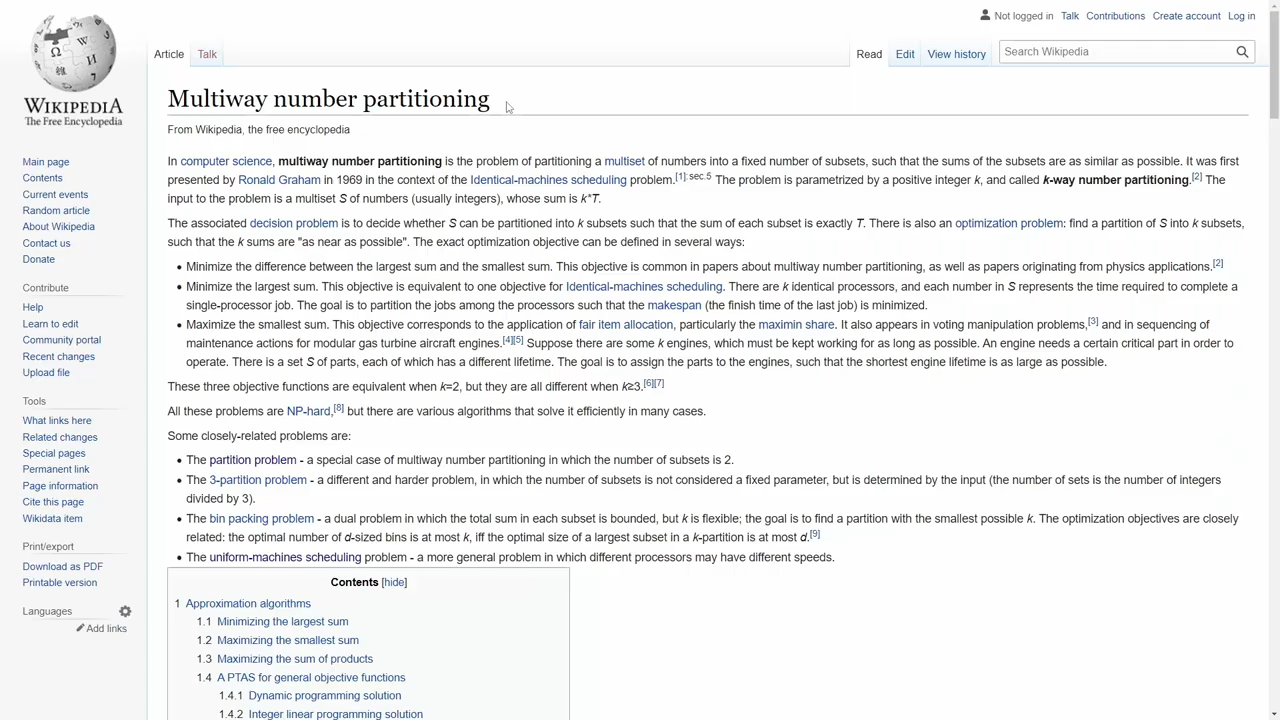 Not logged in Talk Contributions Create account Log in
Article Talk Read Edit View history Search Wikipedia
WIKIPEDIA
The Free Encyclopedia
Main page
Contents
Current events
Random article
About Wikipedia
Contact us
Donate
Contribute
Help
Learn to edit
Community portal
Recent changes
Upload file
Tools
What links here
Related changes
Special pages
Permanent link
Page information
Cite this page
Wikidata item
Print/export
Download as PDF
Printable version
Languages
Add links
Multiway number partitioning
From Wikipedia, the free encyclopedia
In computer science, multiway number partitioning is the problem of partitioning a multiset of numbers into a fixed number of subsets, such that the sums of the subsets are as similar as possible. It was first
presented by Ronald Graham in 1969 in the context of the Identical-machines scheduling problem.[1]: sec.5 The problem is parametrized by a positive integer k, and called k-way number partitioning.[2] The
input to the problem is a multiset S of numbers (usually integers), whose sum is k*T.
The associated decision problem is to decide whether S can be partitioned into k subsets such that the sum of each subset is exactly T. There is also an optimization problem: find a partition of S into k subsets,
such that the k sums are "as near as possible". The exact optimization objective can be defined in several ways:
• Minimize the difference between the largest sum and the smallest sum. This objective is common in papers about multiway number partitioning, as well as papers originating from physics applications.[2]
• Minimize the largest sum. This objective is equivalent to one objective for Identical-machines scheduling. There are k identical processors, and each number in S represents the time required to complete a
single-processor job. The goal is to partition the jobs among the processors such that the makespan (the finish time of the last job) is minimized.
• Maximize the smallest sum. This objective corresponds to the application of fair item allocation, particularly the maximin share. It also appears in voting manipulation problems,[3] and in sequencing of
maintenance actions for modular gas turbine aircraft engines.[4][5] Suppose there are some k engines, which must be kept working for as long as possible. An engine needs a certain critical part in order to
operate. There is a set S of parts, each of which has a different lifetime. The goal is to assign the parts to the engines, such that the shortest engine lifetime is as large as possible.
These three objective functions are equivalent when k=2, but they are all different when k≥3.[6][7]
All these problems are NP-hard,[8] but there are various algorithms that solve it efficiently in many cases.
Some closely-related problems are:
• The partition problem - a special case of multiway number partitioning in which the number of subsets is 2.
• The 3-partition problem - a different and harder problem, in which the number of subsets is not considered a fixed parameter, but is determined by the input (the number of sets is the number of integers
divided by 3).
• The bin packing problem - a dual problem in which the total sum in each subset is bounded, but k is flexible; the goal is to find a partition with the smallest possible k. The optimization objectives are closely
related: the optimal number of d-sized bins is at most k, iff the optimal size of a largest subset in a k-partition is at most d.[9]
• The uniform-machines scheduling problem - a more general problem in which different processors may have different speeds.
Contents [hide]
1 Approximation algorithms
1.1 Minimizing the largest sum
1.2 Maximizing the smallest sum
1.3 Maximizing the sum of products
1.4 A PTAS for general objective functions
1.4.1 Dynamic programming solution
1.4.2 Integer linear programming solution